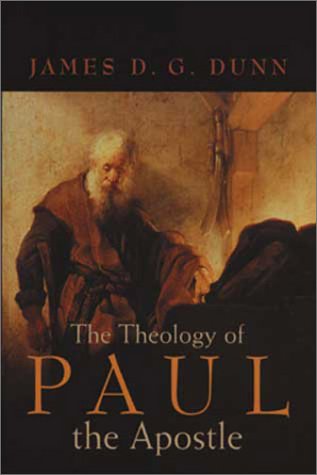 JAMES D. G. DUNN
The Theology of
PAUL
the Apostle